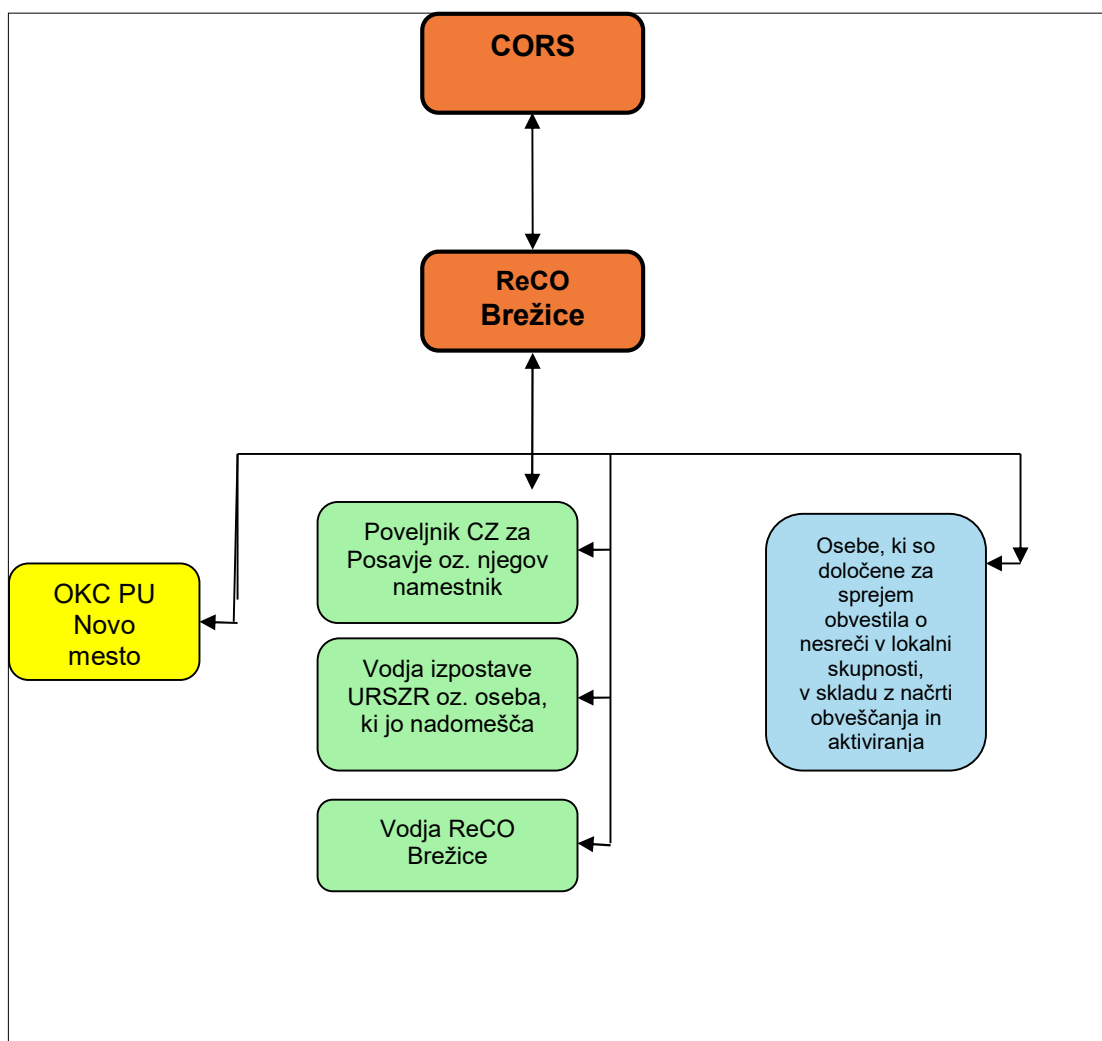 CORS
ReCO
Brežice
OKC PU
Novo
mesto
Poveljnik CZ za
Posavje oz. njegov
namestnik
Vodja izpostave
URSZR oz. oseba,
ki jo nadomešča
Vodja ReCO
Brežice
Osebe, ki so
določene za
sprejem
obvestila o
nesreči v lokalni
skupnosti,
v skladu z načrti
obveščanja in
aktiviranja